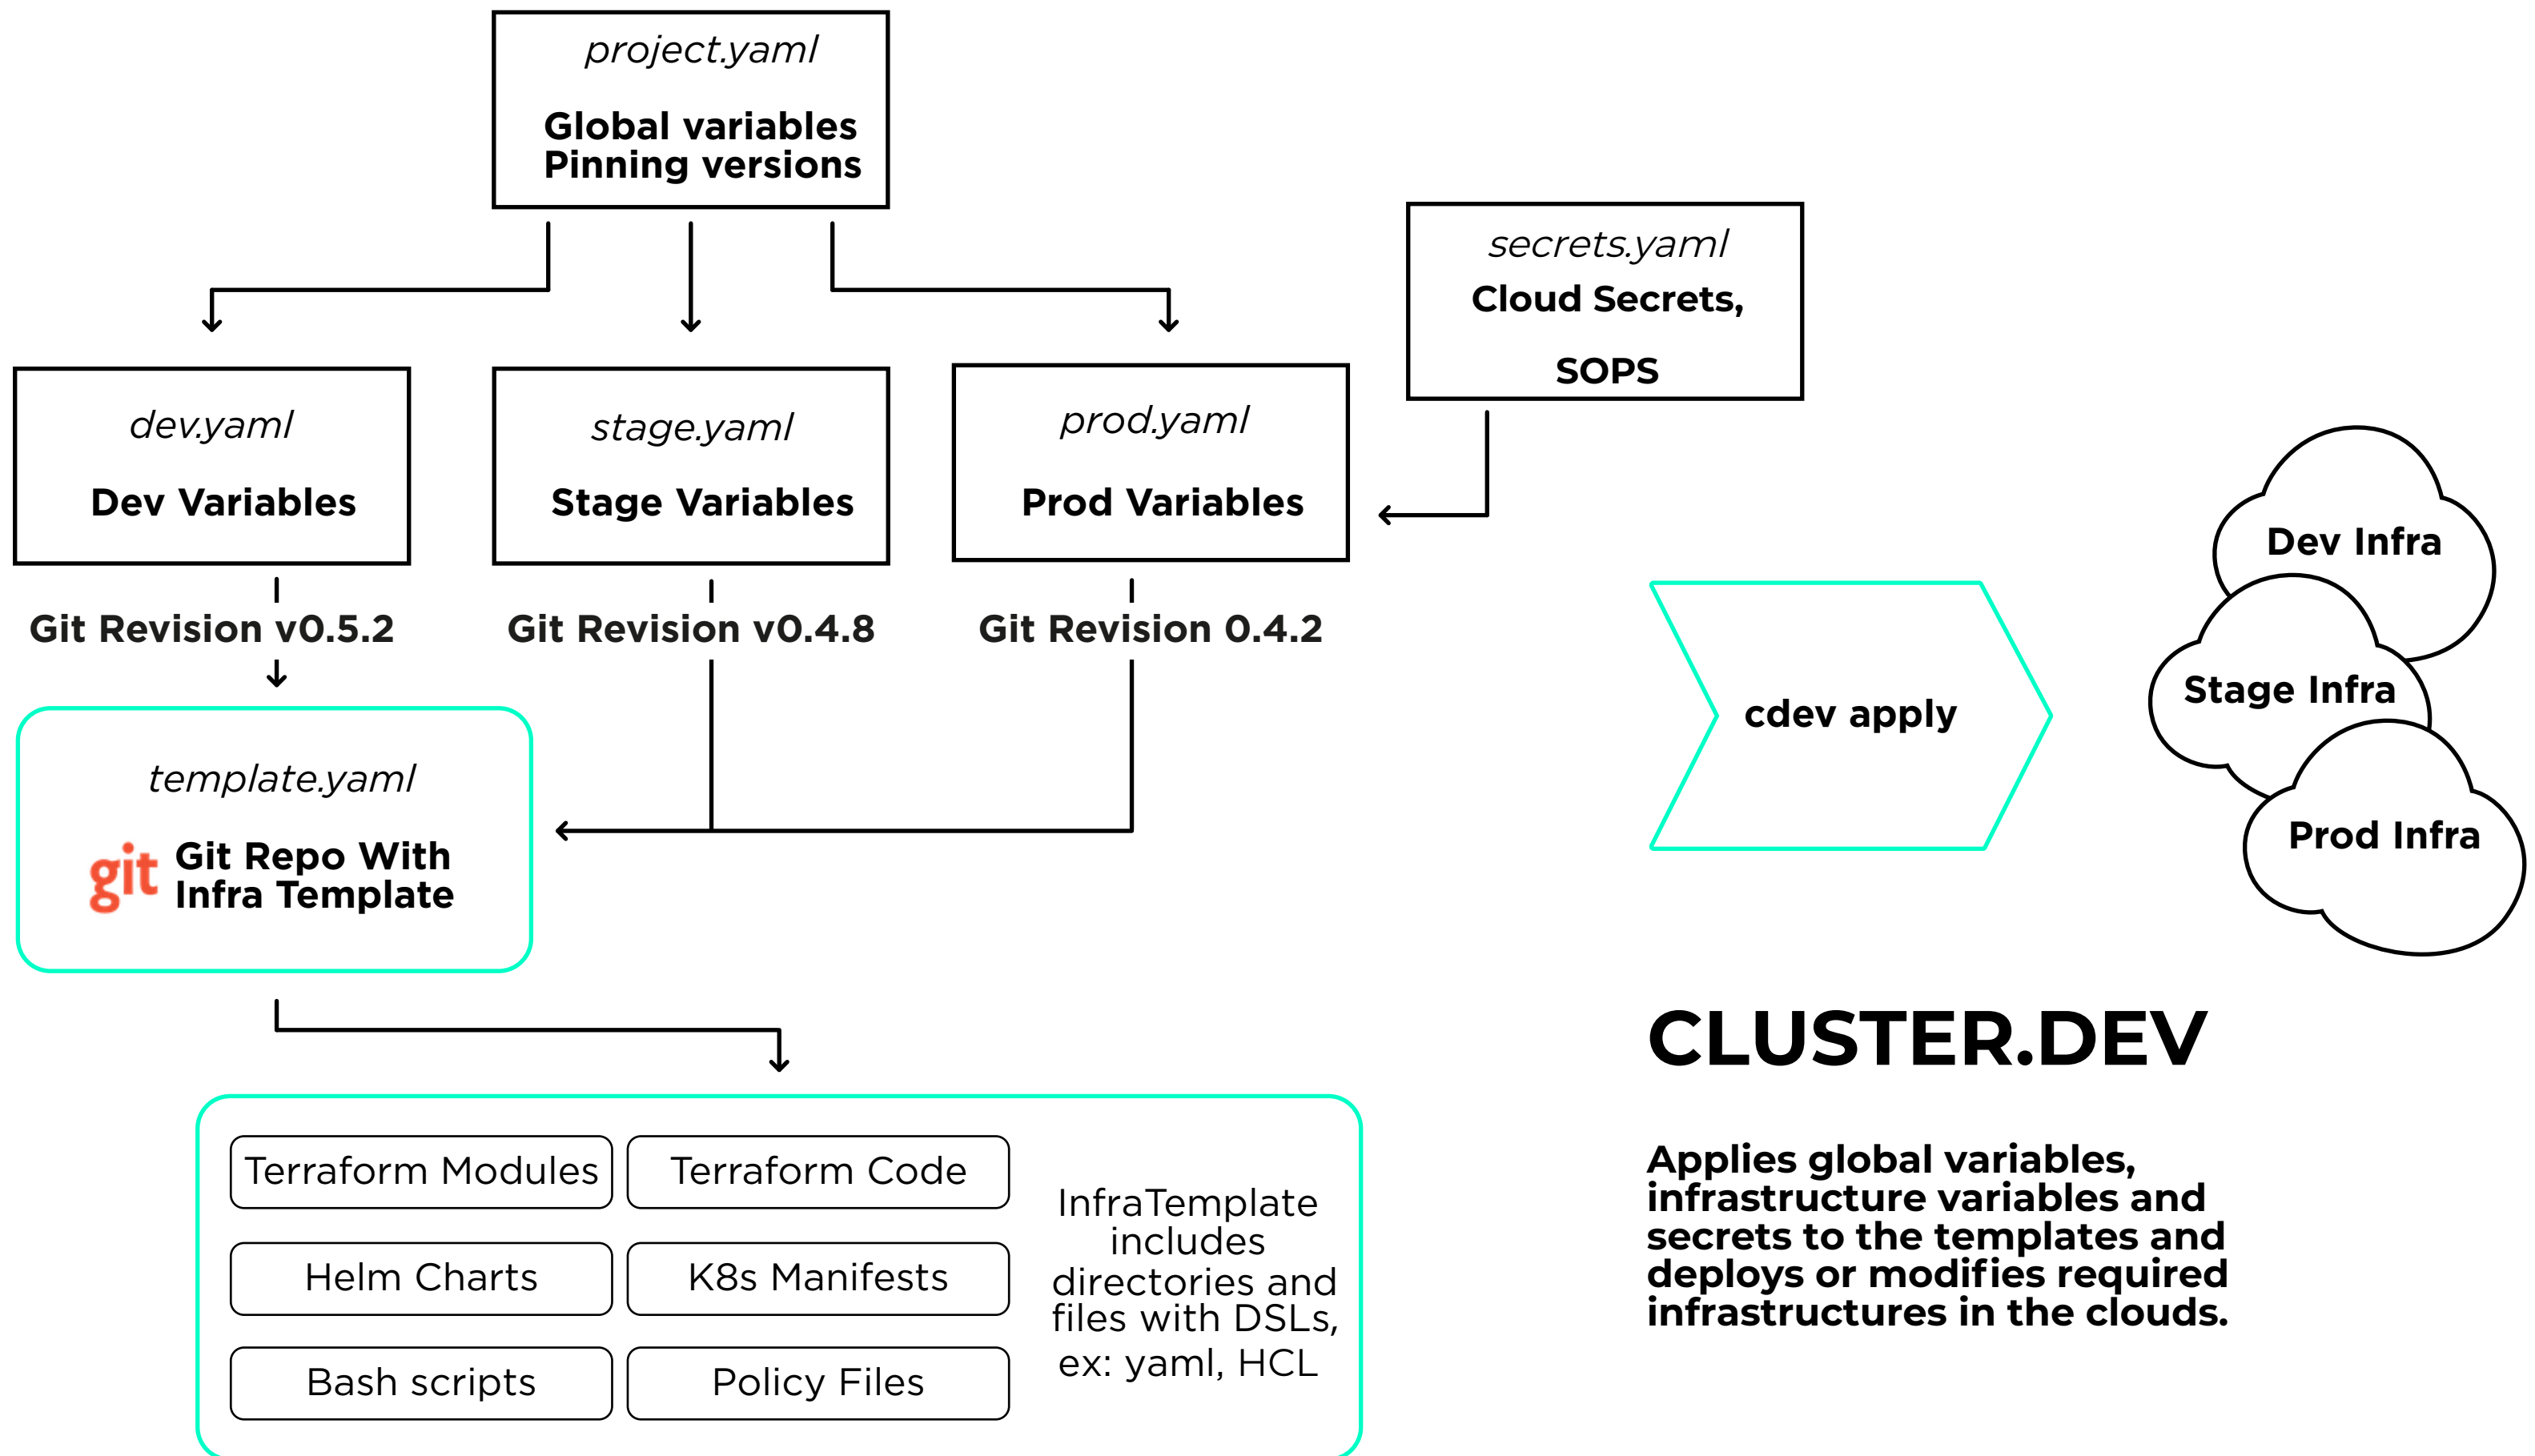 project.yaml
Global variables
Pinning versions
secrets.yaml
Cloud Secrets,
SOPS
dev.yaml
Dev Variables
stage.yaml
Stage Variables
prod.yaml
Prod Variables
Git Revision v0.5.2
Git Revision v0.4.8
Git Revision 0.4.2
template.yaml
git
Git Repo With
Infra Template
cdev apply
Dev Infra
Stage Infra
Prod Infra
Terraform Modules
Terraform Code
Helm Charts
K8s Manifests
Bash scripts
Policy Files
InfraTemplate
includes
directories and
files with DSLs,
ex: yaml, HCL
CLUSTER.DEV
Applies global variables,
infrastructure variables and
secrets to the templates and
deploys or modifies required
infrastructures in the clouds.